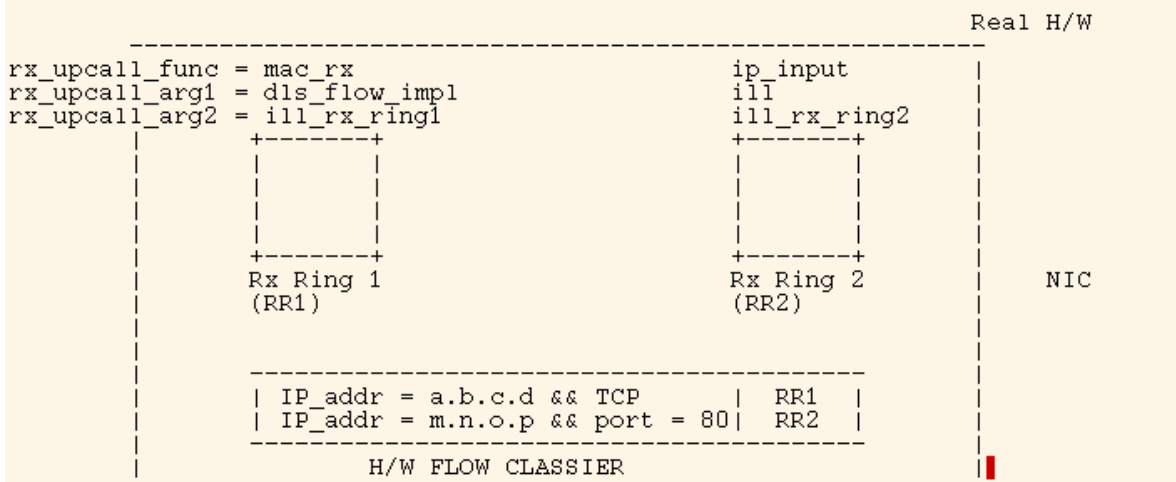 Real H/W
rx_upcall_func = mac_rx ip_input
rx_upcall_arg1 = dls_flow_impl ill
rx_upcall_arg2 = ill_rx_ring1 ill_rx_ring2
Rx Ring 1 Rx Ring 2 NIC
(RR1) (RR2)
| IP_addr = a.b.c.d && TCP | RR1 |
| IP_addr = m.n.o.p && port = 80| RR2 |
H/W FLOW CLASSIER